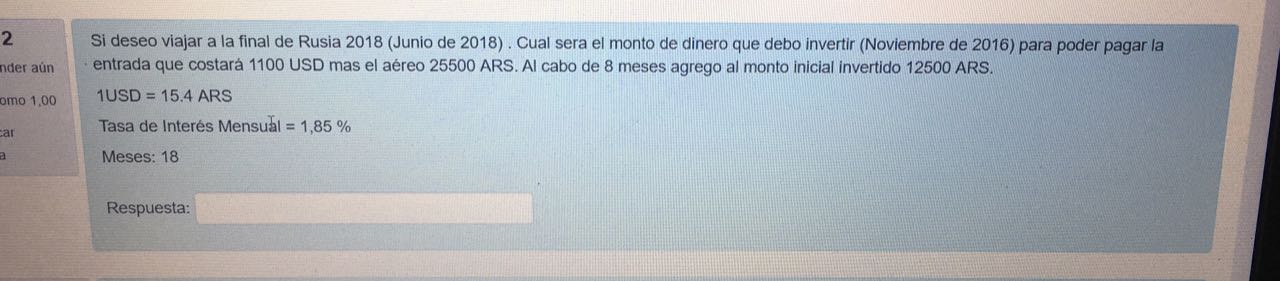 2
nder aún
omo 1,00
car
a
Si deseo viajar a la final de Rusia 2018 (Junio de 2018) . Cual sera el monto de dinero que debo invertir (Noviembre de 2016) para poder pagar la
entrada que costará 1100 USD mas el aéreo 25500 ARS. Al cabo de 8 meses agrego al monto inicial invertido 12500 ARS.
1USD = 15.4 ARS
Tasa de Interés Mensual = 1,85 %
Meses: 18
Respuesta: